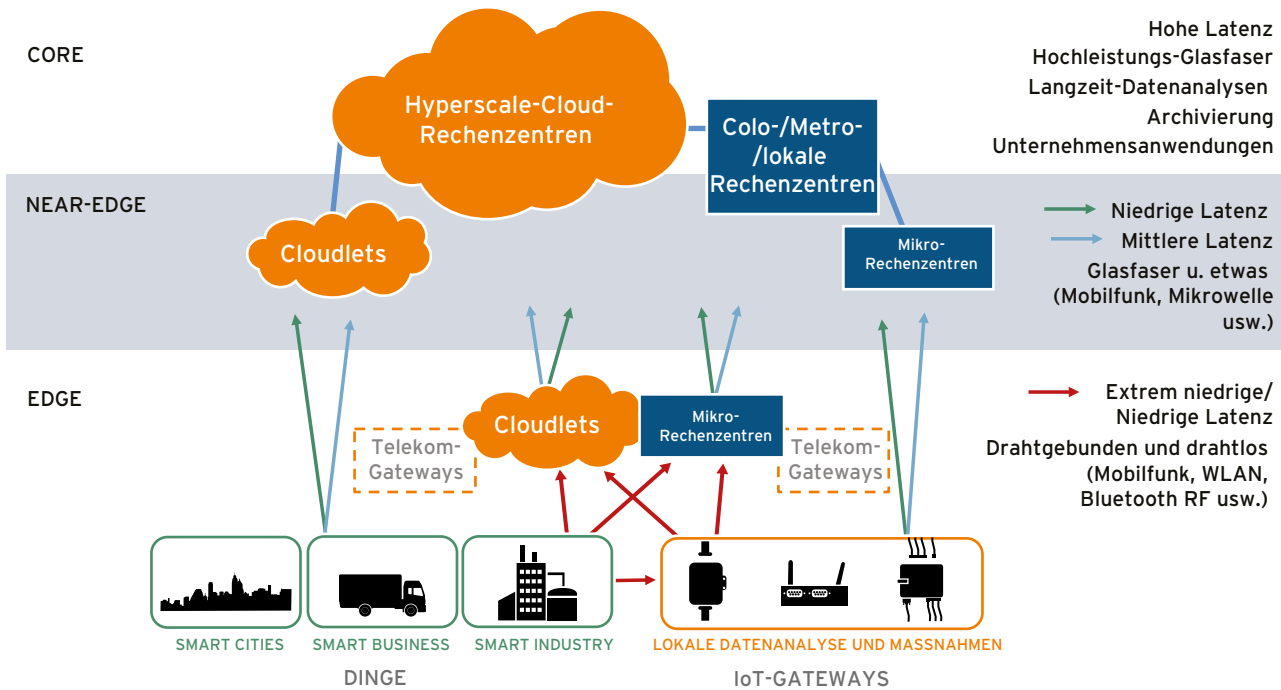 CORE
Hyperscale-Cloud-
Rechenzentren
Colo-/Metro-
/lokale
Rechenzentren
Hohe Latenz
Hochleistungs-Glasfaser
Langzeit-Datenanalysen
Archivierung
Unternehmensanwendungen
NEAR-EDGE
Cloudlets
Mikro-
Rechenzentren
Niedrige Latenz
Mittlere Latenz
Glasfaser u. etwas
(Mobilfunk, Mikrowelle
usw.)
EDGE
Telekom-
Gateways
Cloudlets
Mikro-
Rechenzentren
Telekom-
Gateways
Extrem niedrige/
Niedrige Latenz
Drahtgebunden und drahtlos
(Mobilfunk, WLAN,
Bluetooth RF usw.)
SMART CITIES
SMART BUSINESS
SMART INDUSTRY
LOKALE DATENANALYSE UND MASSNAHMEN
DINGE
IoT-GATEWAYS